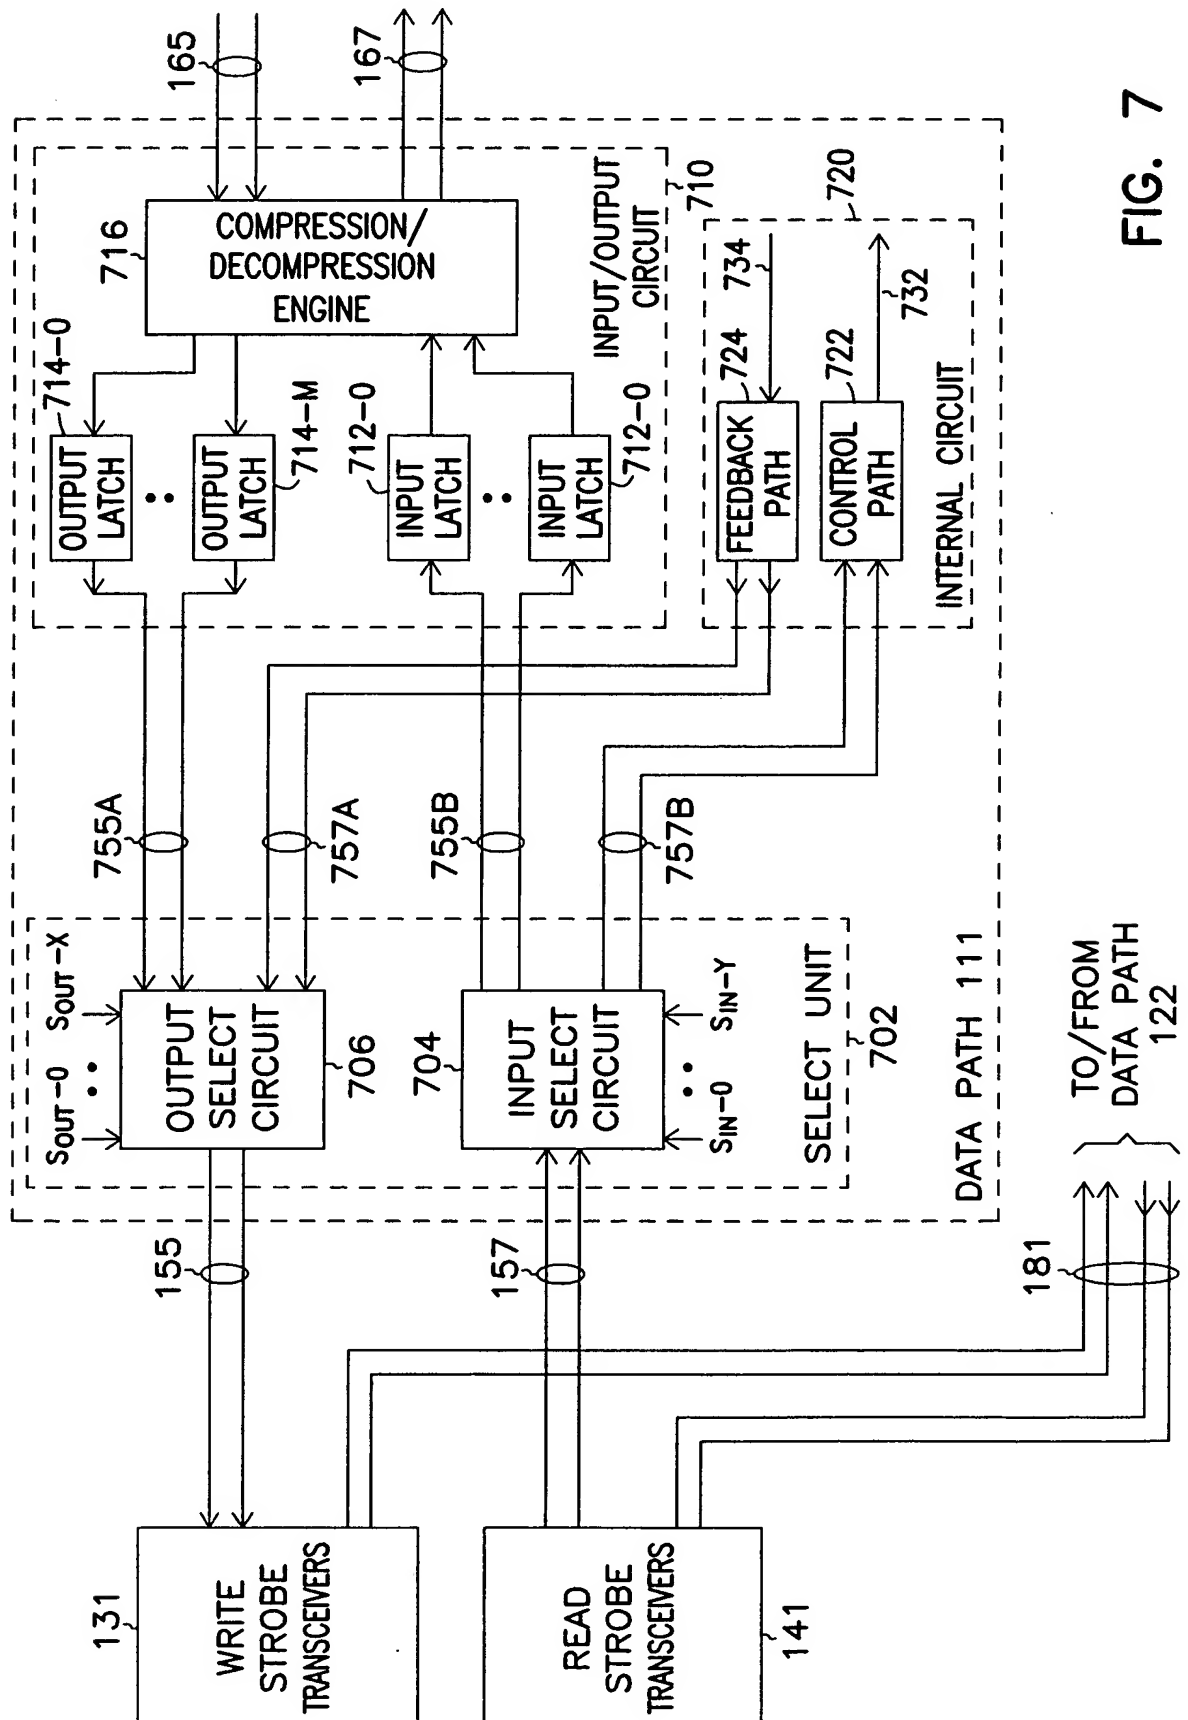 165
167
716
COMPRESSION/
DECOMPRESSION
ENGINE
INPUT/OUTPUT
CIRCUIT
710
714-0
OUTPUT
LATCH
OUTPUT
LATCH
714-M
712-0
INPUT
LATCH
INPUT
LATCH
712-0
720
734
732
724
FEEDBACK
PATH
722
CONTROL
PATH
INTERNAL CIRCUIT
755A
757A
755B
757B
SOUT-0
SOUT-X
OUTPUT
SELECT
CIRCUIT
706
704
INPUT
SELECT
CIRCUIT
SIN-0
SIN-Y
SELECT UNIT
702
DATA PATH 111
155
157
181
TO/FROM
DATA PATH
122
131
WRITE
STROBE
TRANSCEIVERS
READ
STROBE
TRANSCEIVERS
141
FIG. 7